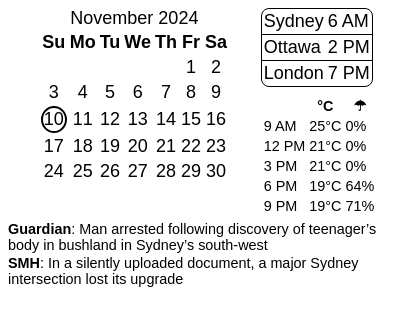 November 2024
Su Mo Tu We Th Fr Sa
1 2
3 4 5 6 7 8 9
10 11 12 13 14 15 16
17 18 19 20 21 22 23
24 25 26 27 28 29 30
Sydney 6 AM
Ottawa 2 PM
London 7 PM
°C ☂
9 AM 25°C 0%
12 PM 21°C 0%
3 PM 21°C 0%
6 PM 19°C 64%
9 PM 19°C 71%
Guardian: Man arrested following discovery of teenager’s
body in bushland in Sydney’s south-west
SMH: In a silently uploaded document, a major Sydney
intersection lost its upgrade